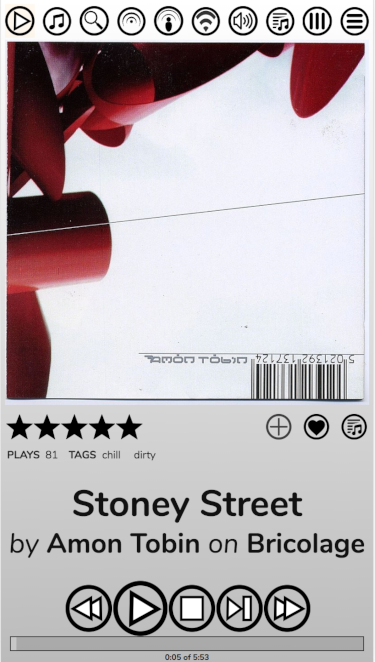 AMON TOBIN
5 021392 137124
PLAYS 81 TAGS chill dirty
Stoney Street
by Amon Tobin on Bricolage
0:05 of 5:53